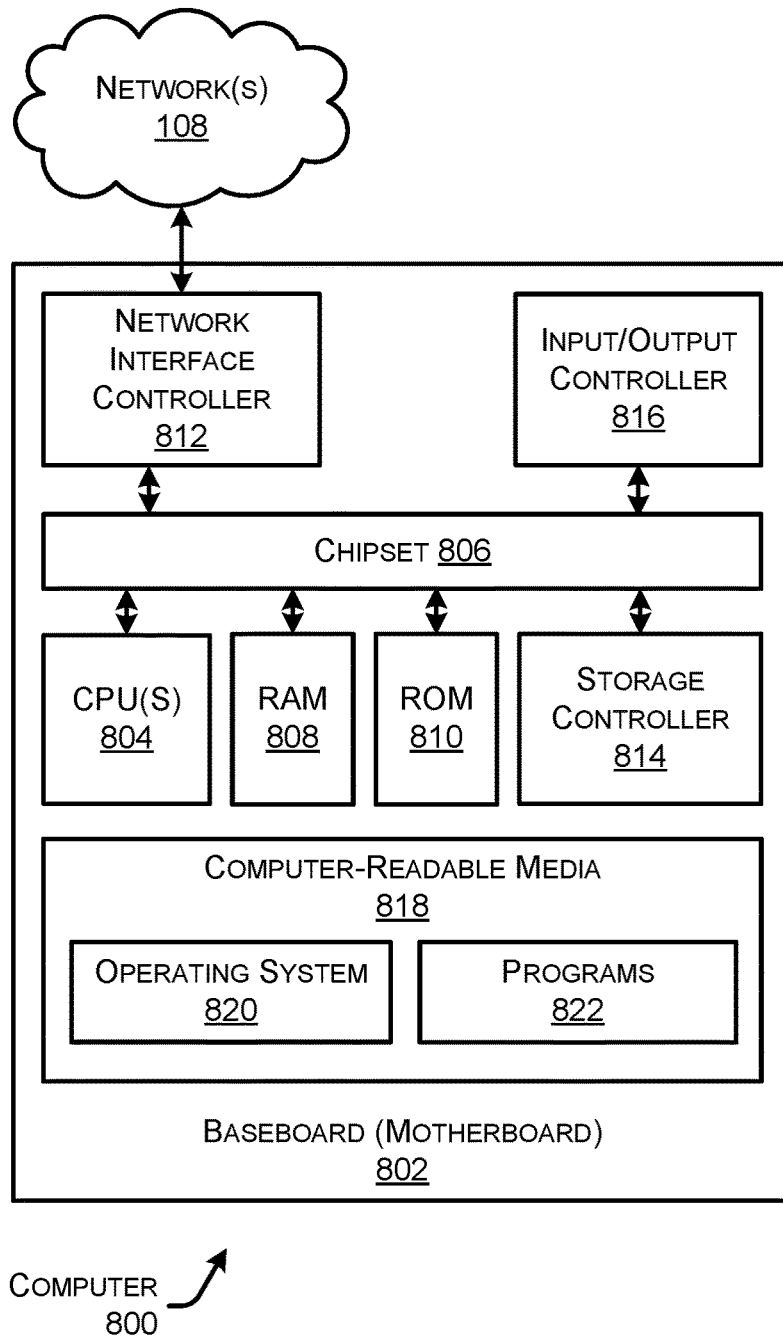 NETWORK(S)
108
NETWORK
INTERFACE
CONTROLLER
812
INPUT/OUTPUT
CONTROLLER
816
CHIPSET 806
CPU(S)
804
RAM
808
ROM
810
STORAGE
CONTROLLER
814
COMPUTER-READABLE MEDIA
818
OPERATING SYSTEM
820
PROGRAMS
822
BASEBOARD (MOTHERBOARD)
802
COMPUTER
800